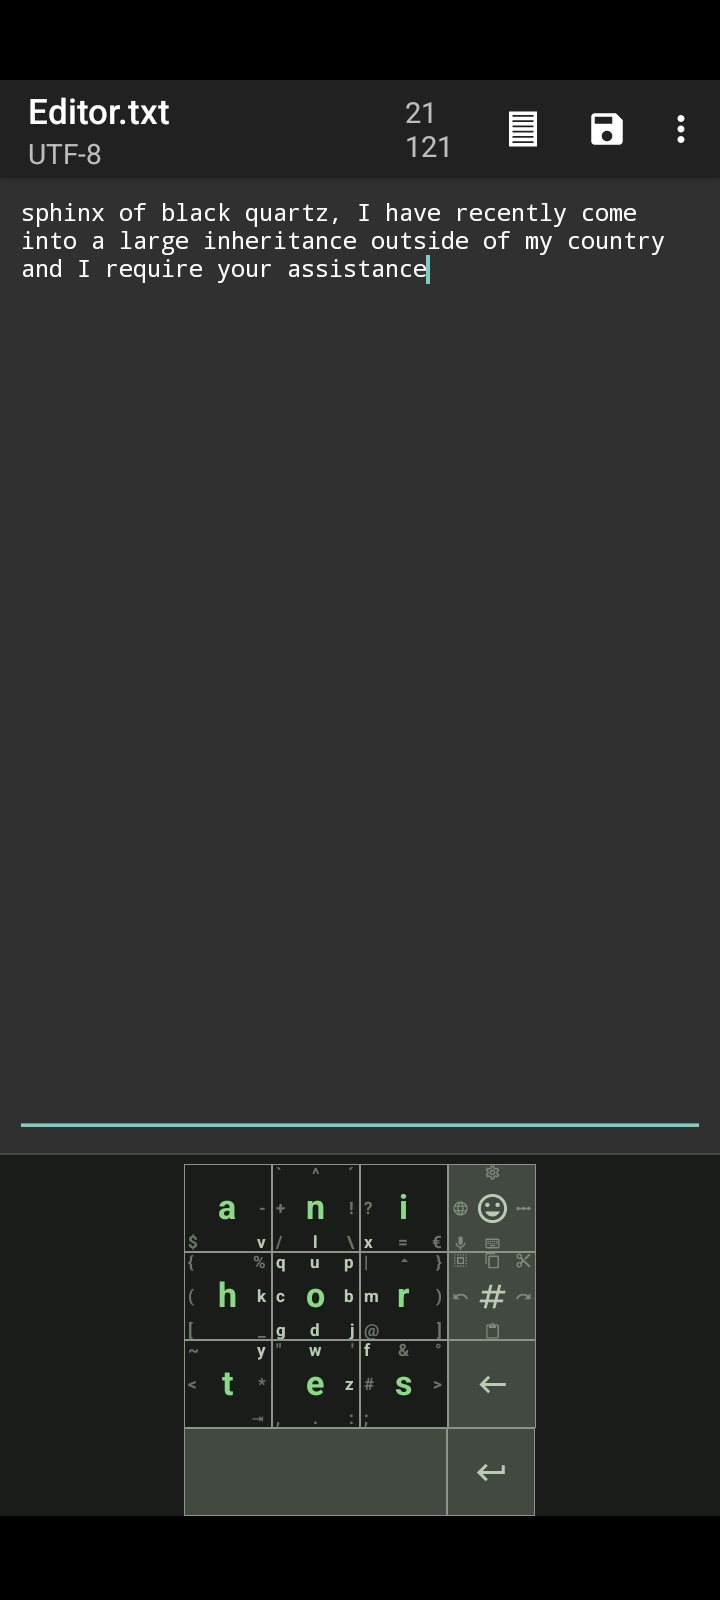 Editor.txt
UTF-8
21
121
sphinx of black quartz, I have recently come
into a large inheritance outside of my country
and I require your assistance
` ^ ´
a - + n ! ? i
$ v / l \ x = €
{ % q u p | ^ }
( h k c o b m r ) #
[ _ g d j @ ]
~ y " w ' f & °
< t * e z # s > ←
⇥ , . : ;
↵